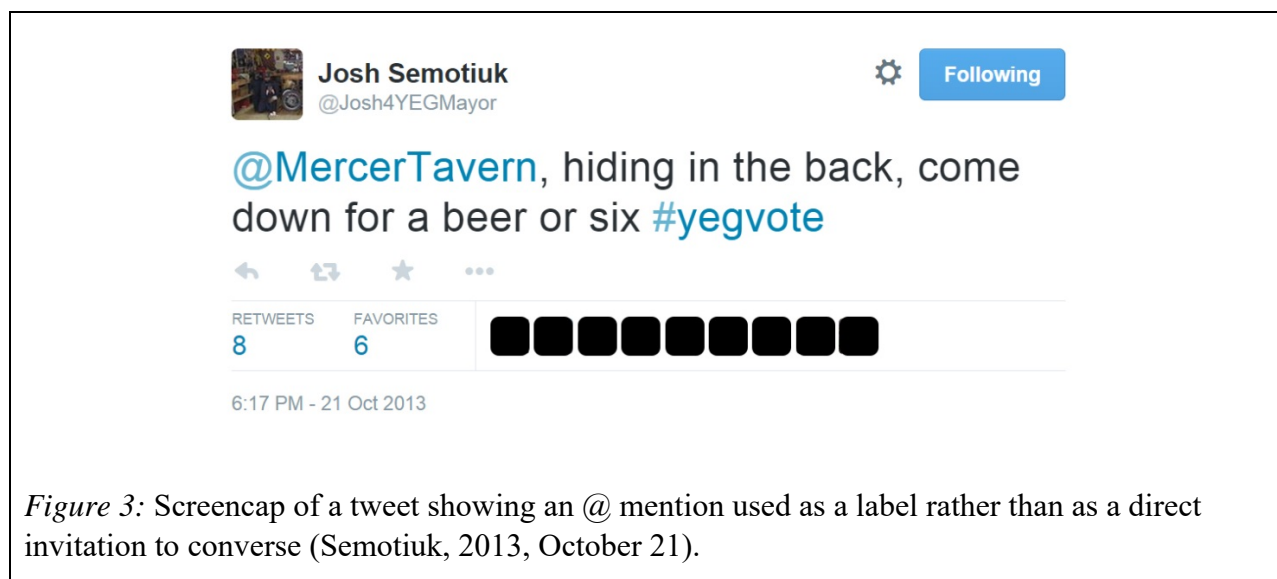 Josh Semotiuk
@Josh4YEGMayor
Following
@MercerTavern, hiding in the back, come
down for a beer or six #yegvote
RETWEETS FAVORITES
8 6
6:17 PM - 21 Oct 2013
Figure 3: Screencap of a tweet showing an @ mention used as a label rather than as a direct
invitation to converse (Semotiuk, 2013, October 21).